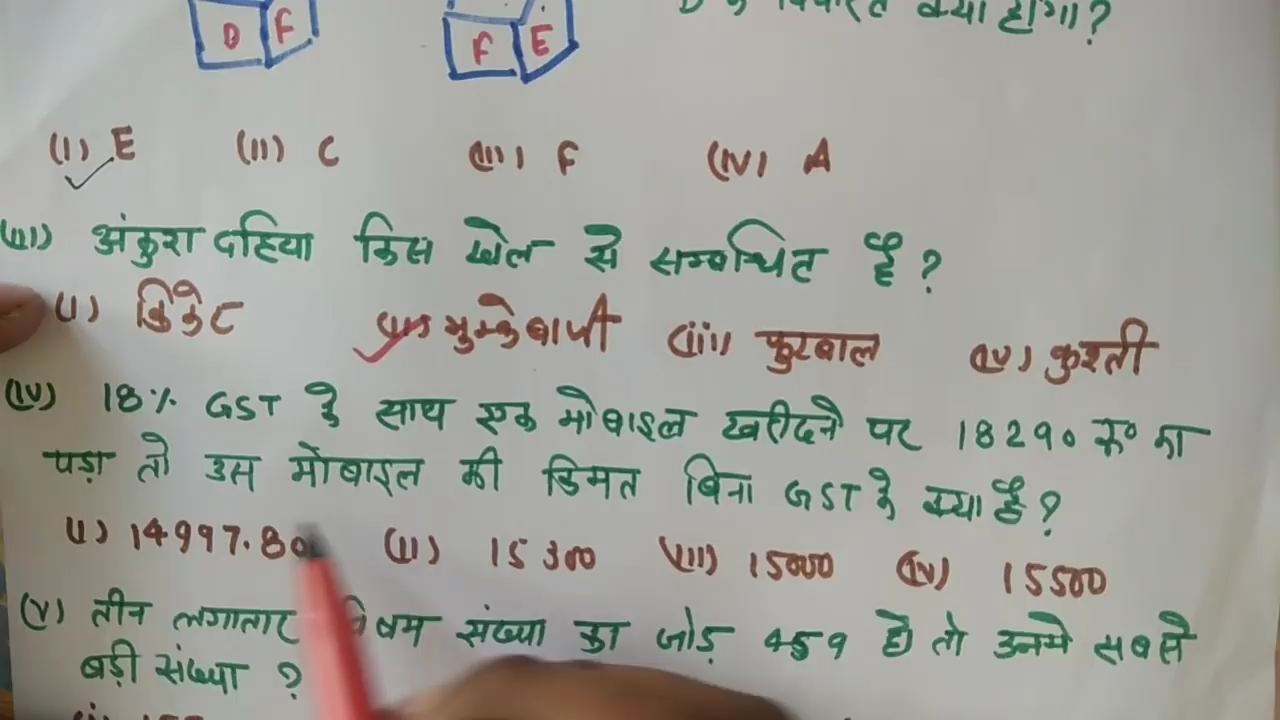 D के विपरित क्या होगा?
D F F E
(I) E (II) C (III) F (IV) A
(III) अंकुश दहिया किस खेल से सम्बन्धित है?
(I) क्रिकेट (II) मुक्केबाजी (iii) फुटबाल (IV) कुश्ती
(IV) 18% GST के साथ एक मोबाइल खरीदने पर 18290 रू० का
पड़ा तो उस मोबाइल की किमत बिना GST के क्या है?
(I) 14997.80 (II) 15300 (III) 15000 (IV) 15500
(V) तीन लगातार विषम संख्या का जोड़ 459 हो तो उनमे सबसे
बड़ी संख्या ?